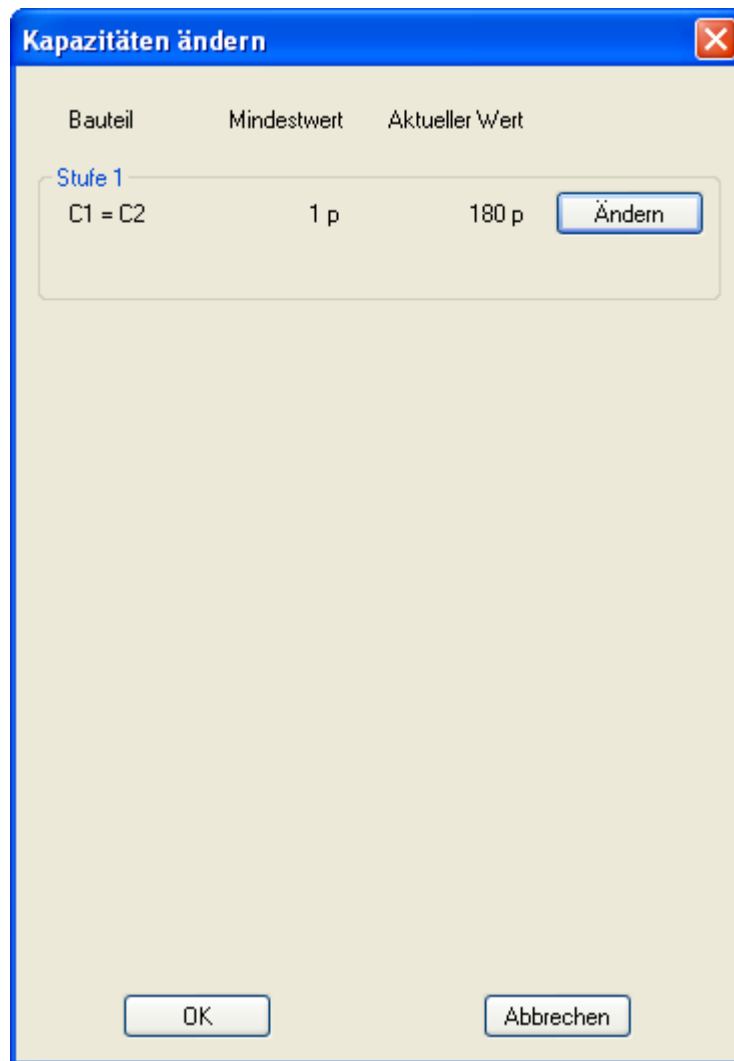 Kapazitäten ändern
Bauteil Mindestwert Aktueller Wert
Stufe 1
C1 = C2 1 p 180 p Ändern
OK Abbrechen